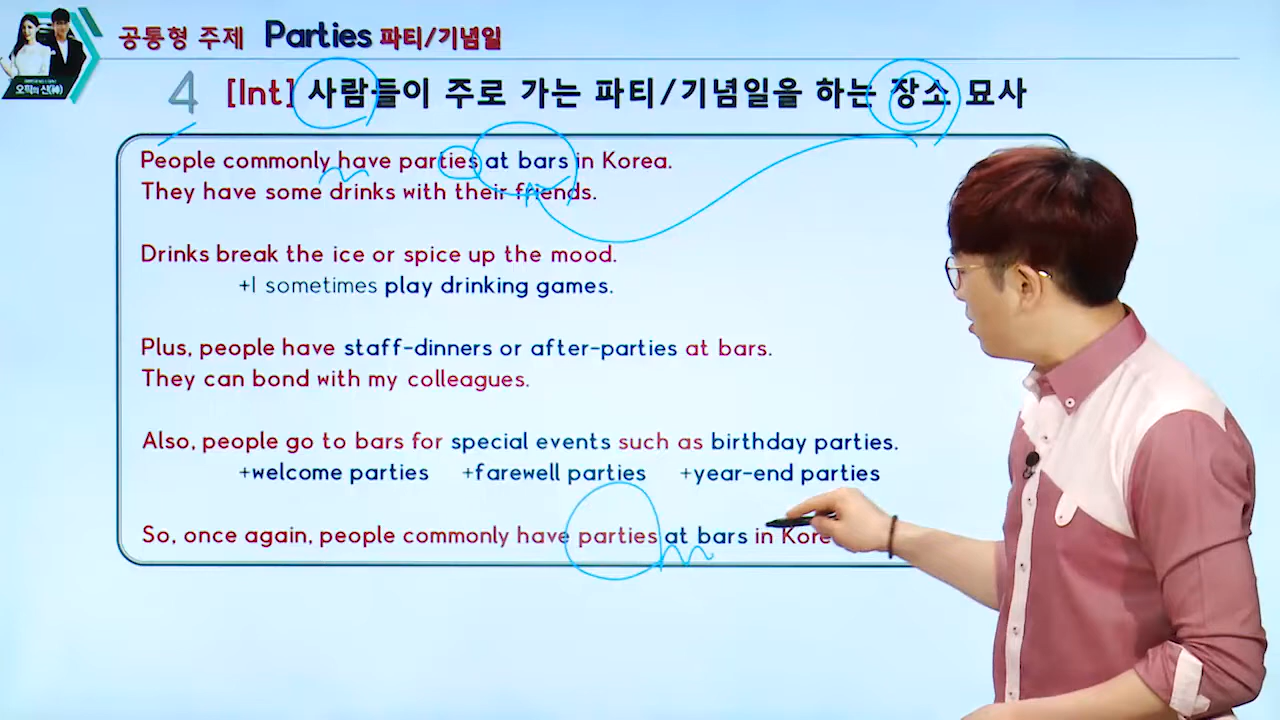 공통형 주제 Parties 파티/기념일
오픽의 신(神)
4 [Int] 사람들이 주로 가는 파티/기념일을 하는 장소 묘사
People commonly have parties at bars in Korea.
They have some drinks with their friends.
Drinks break the ice or spice up the mood.
+I sometimes play drinking games.
Plus, people have staff-dinners or after-parties at bars.
They can bond with my colleagues.
Also, people go to bars for special events such as birthday parties.
+welcome parties +farewell parties +year-end parties
So, once again, people commonly have parties at bars in Kore